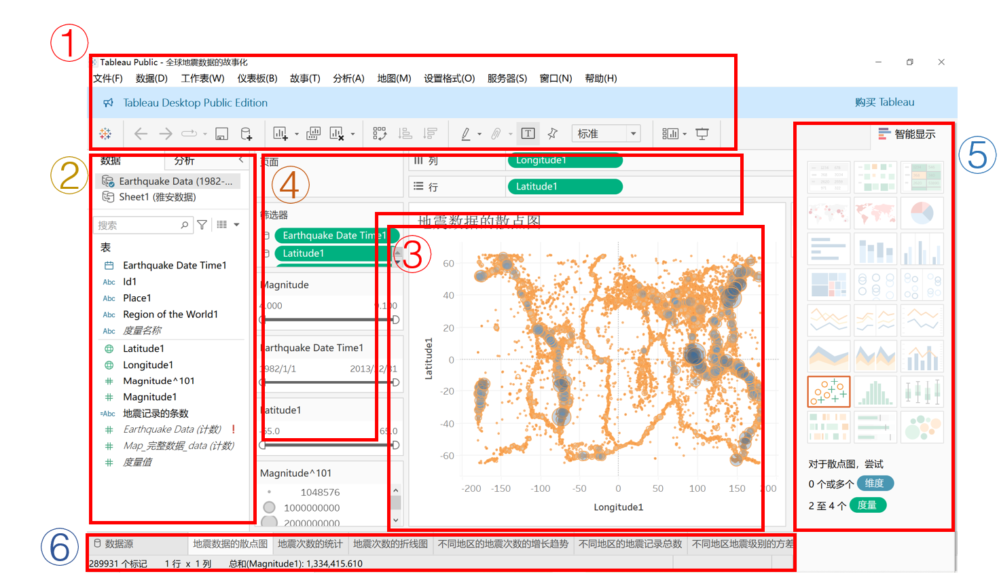 ①
Tableau Public - 全球地震数据的故事化
文件(F) 数据(D) 工作表(W) 仪表板(B) 故事(T) 分析(A) 地图(M) 设置格式(O) 服务器(S) 窗口(N) 帮助(H)
Tableau Desktop Public Edition 购买 Tableau
标准
②
数据 分析
Earthquake Data (1982-...
Sheet1 (雅安数据)
搜索
表
Earthquake Date Time1
Abc Id1
Abc Place1
Abc Region of the World1
Abc 度量名称
Latitude1
Longitude1
Magnitude^101
Magnitude1
=Abc 地震记录的条数
Earthquake Data (计数) !
Map_完整数据_data (计数)
度量值
④
页面
列 Longitude1
行 Latitude1
筛选器
Earthquake Date Time1
Latitude1
Magnitude
4.000 9.100
Earthquake Date Time1
1982/1/1 2013/12/31
Latitude1
-65.0 65.0
Magnitude^101
1048576
1000000000
2000000000
③
地震数据的散点图
Latitude1
60
40
20
0
-20
-40
-60
-200 -150 -100 -50 0 50 100 150 200
Longitude1
⑤
智能显示
对于散点图，尝试
0 个或多个 维度
2 至 4 个 度量
⑥
数据源 地震数据的散点图 地震次数的统计 地震次数的折线图 不同地区的地震次数的增长趋势 不同地区的地震记录总数 不同地区地震级别的方差
289931 个标记 1 行 x 1 列 总和(Magnitude1): 1,334,415.610